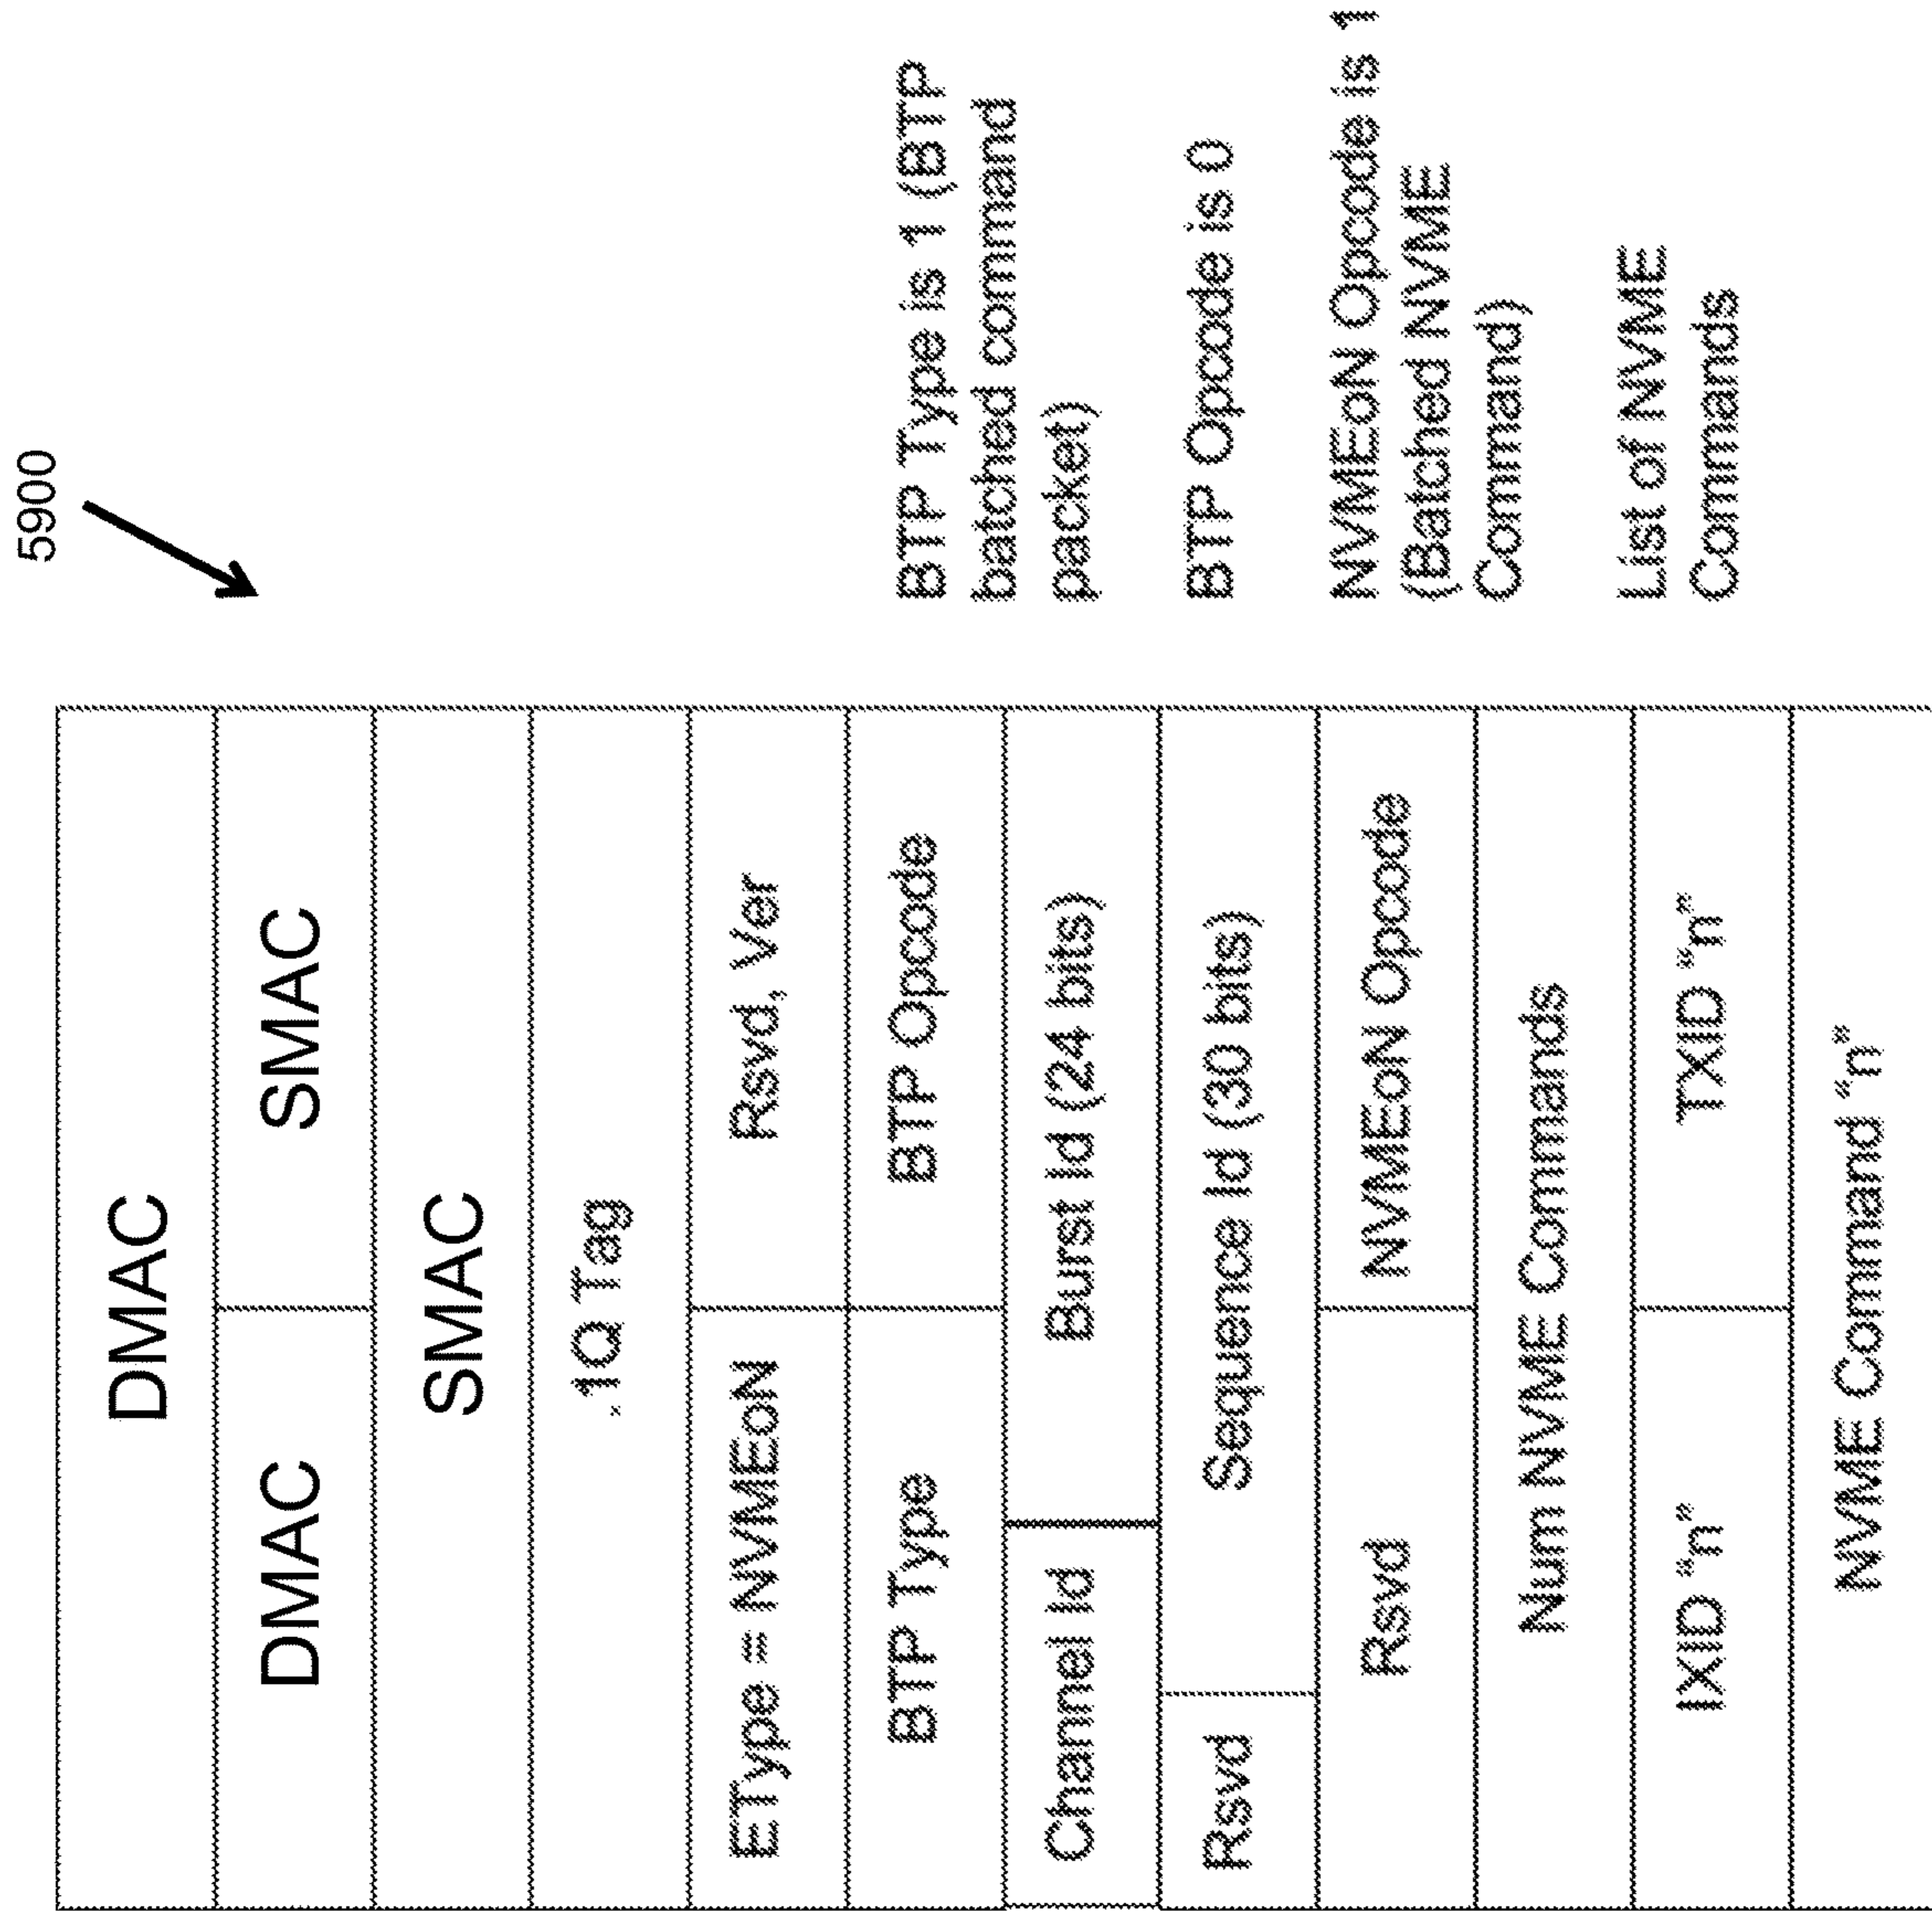 5900
DMAC
DMAC SMAC
SMAC
.1Q Tag
EType = NVMEoN Rsvd, Ver
BTP Type BTP Opcode
Channel Id Burst Id (24 bits)
Rsvd Sequence Id (30 bits)
Rsvd NVMEoN Opcode
Num NVME Commands
IXID “n” TXID “n”
NVME Command “n”
BTP Type is 1 (BTP
batched command
packet)
BTP Opcode is 0
NVMEoN Opcode is 1
(Batched NVME
Command)
List of NVME
Commands